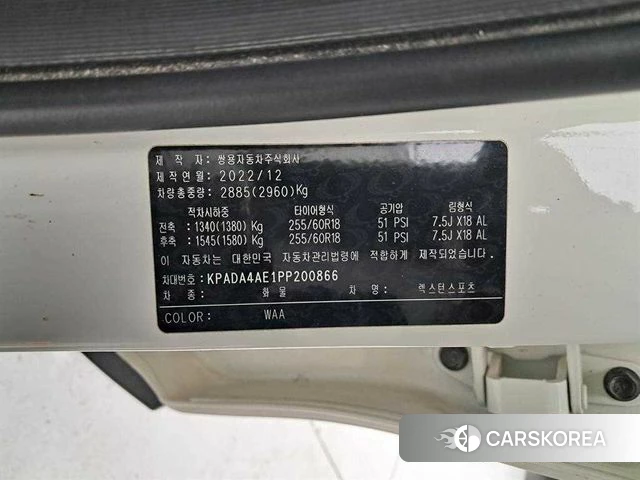 제 작 자: 쌍용자동차주식회사
제작연월: 2022/12
차량총중량: 2885(2960)Kg
적차시하중 타이어형식 공기압 림형식
전축: 1340(1380) Kg 255/60R18 51 PSI 7.5J X18 AL
후축: 1545(1580) Kg 255/60R18 51 PSI 7.5J X18 AL
이 자동차는 대한민국 자동차관리법령에 적합하게 제작되었습니다.
차대번호: KPADA4AE1PP200866
차 종: 화 물 차 명: 렉스턴스포츠
COLOR: WAA
CARSKOREA